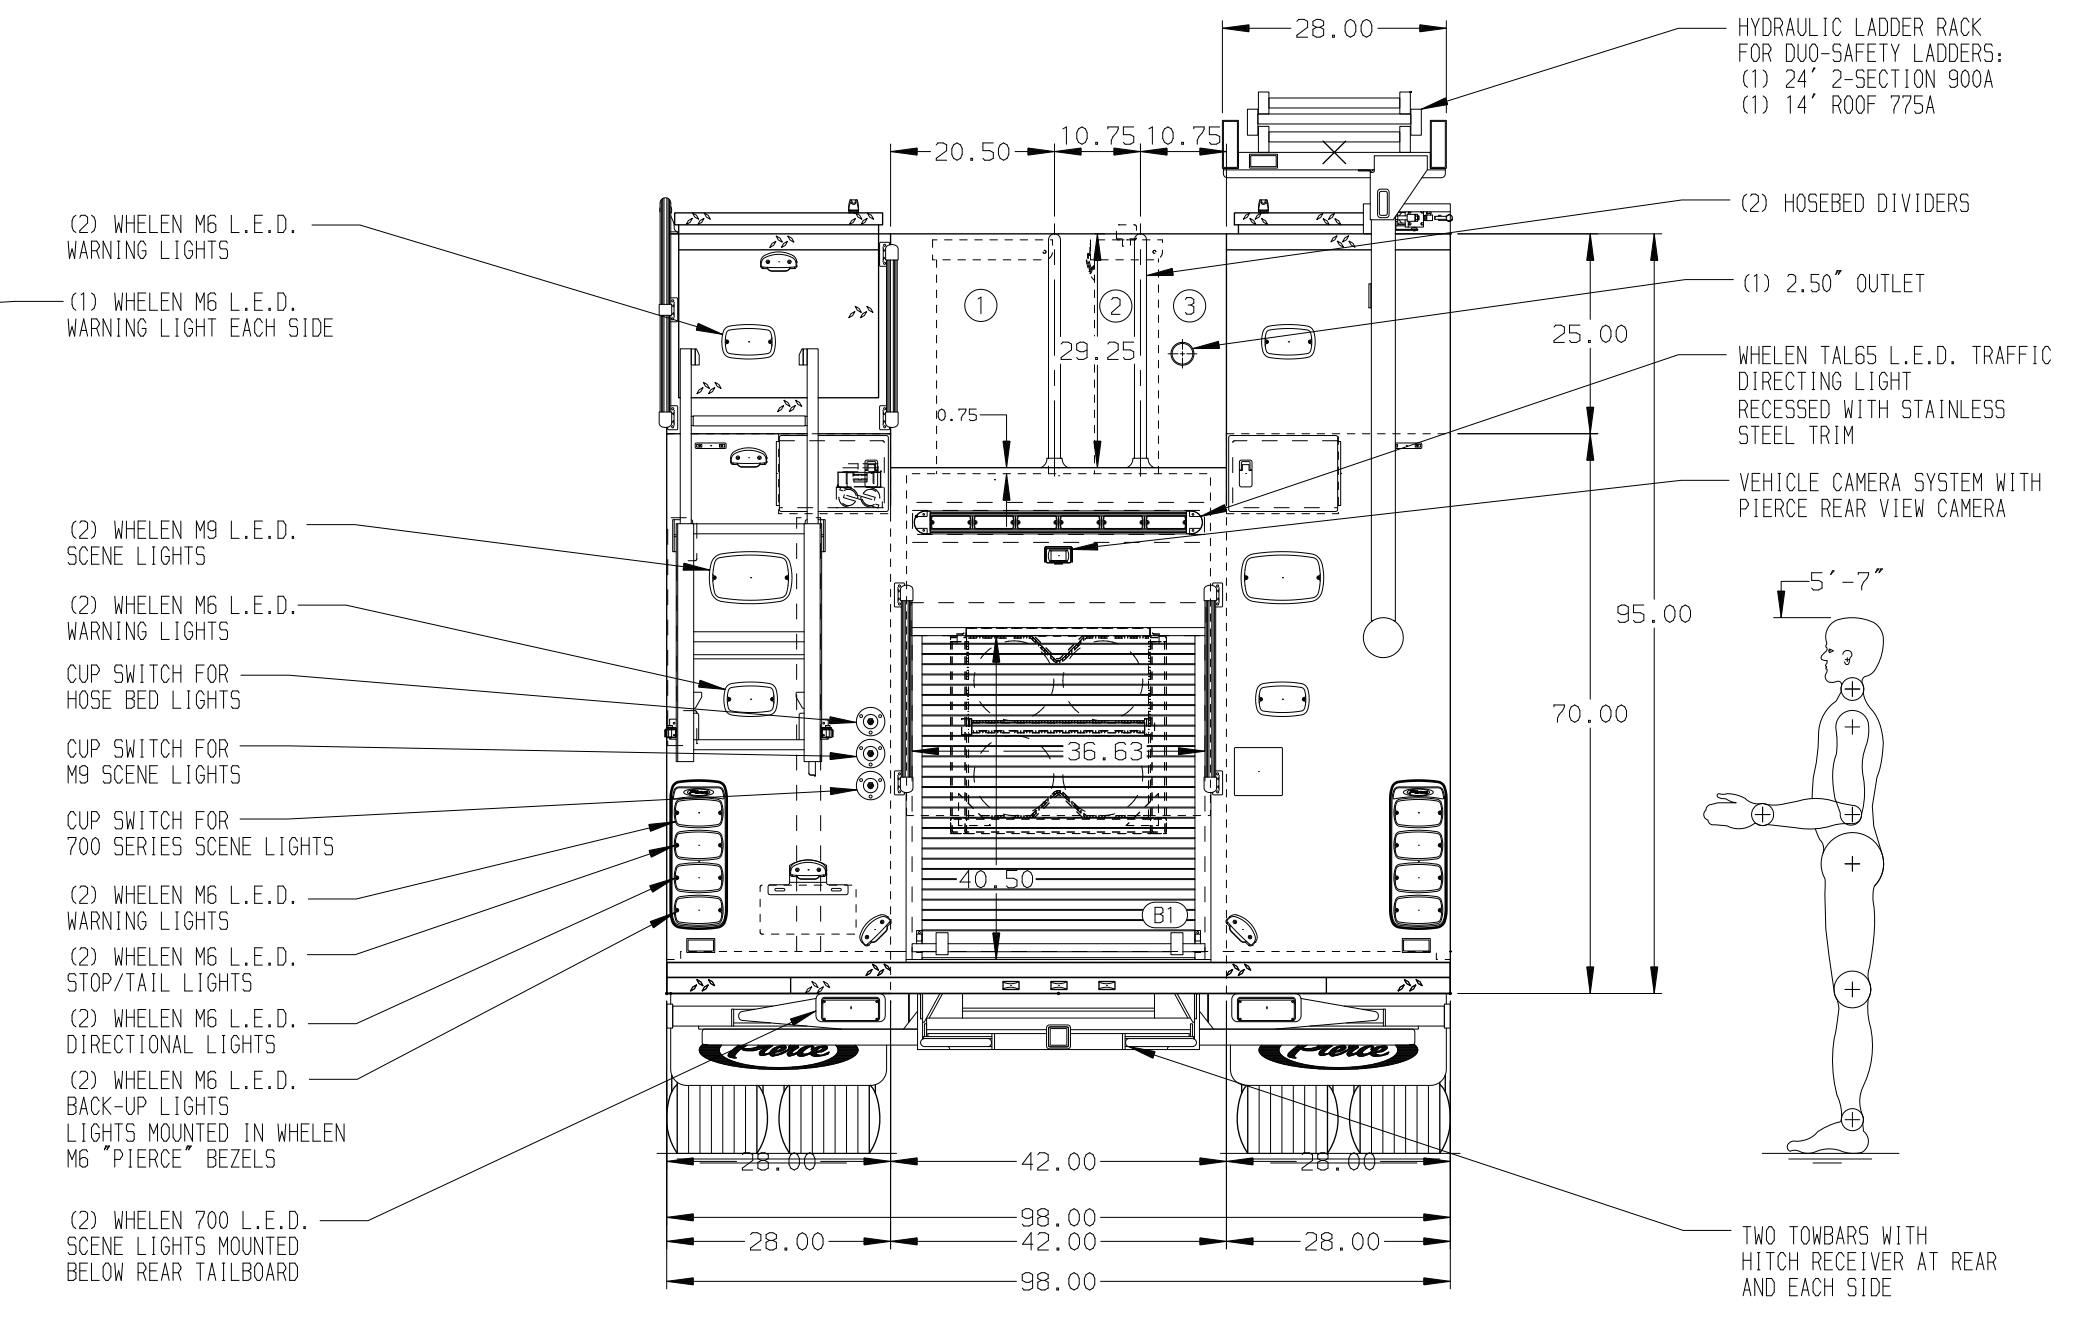 28.00
HYDRAULIC LADDER RACK
FOR DUO-SAFETY LADDERS:
(1) 24' 2-SECTION 900A
(1) 14' ROOF 775A
20.50
10.75
10.75
(2) HOSEBED DIVIDERS
(1) 2.50" OUTLET
WHELEN TAL65 L.E.D. TRAFFIC
DIRECTING LIGHT
RECESSED WITH STAINLESS
STEEL TRIM
VEHICLE CAMERA SYSTEM WITH
PIERCE REAR VIEW CAMERA
(2) WHELEN M6 L.E.D.
WARNING LIGHTS
(1) WHELEN M6 L.E.D.
WARNING LIGHT EACH SIDE
1
2
3
29.25
0.75
25.00
95.00
70.00
5'-7"
(2) WHELEN M9 L.E.D.
SCENE LIGHTS
(2) WHELEN M6 L.E.D.
WARNING LIGHTS
CUP SWITCH FOR
HOSE BED LIGHTS
CUP SWITCH FOR
M9 SCENE LIGHTS
CUP SWITCH FOR
700 SERIES SCENE LIGHTS
(2) WHELEN M6 L.E.D.
WARNING LIGHTS
(2) WHELEN M6 L.E.D.
STOP/TAIL LIGHTS
(2) WHELEN M6 L.E.D.
DIRECTIONAL LIGHTS
(2) WHELEN M6 L.E.D.
BACK-UP LIGHTS
LIGHTS MOUNTED IN WHELEN
M6 "PIERCE" BEZELS
(2) WHELEN 700 L.E.D.
SCENE LIGHTS MOUNTED
BELOW REAR TAILBOARD
36.63
40.50
B1
Pierce
Pierce
28.00
42.00
28.00
98.00
28.00
42.00
28.00
98.00
TWO TOWBARS WITH
HITCH RECEIVER AT REAR
AND EACH SIDE